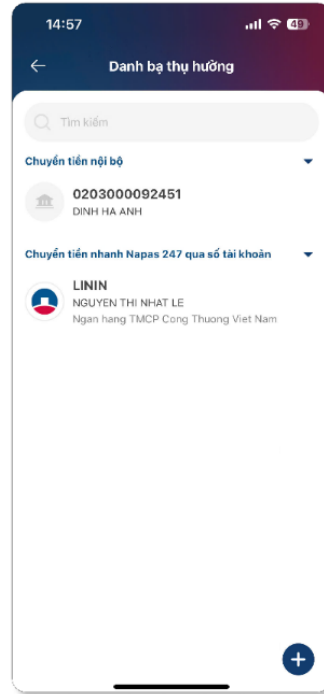 14:57
49
Danh bạ thụ hưởng
Tìm kiếm
Chuyển tiền nội bộ
0203000092451
DINH HA ANH
Chuyển tiền nhanh Napas 247 qua số tài khoản
LININ
NGUYEN THI NHAT LE
Ngan hang TMCP Cong Thuong Viet Nam